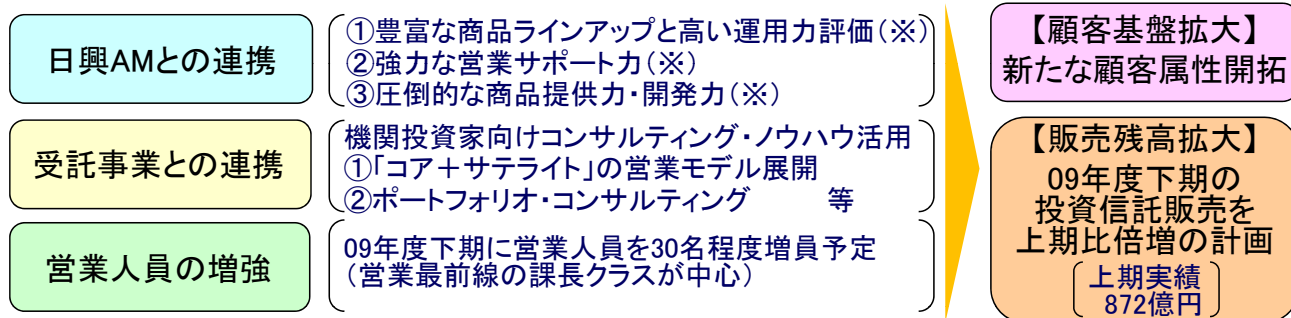 日興AMとの連携
①豊富な商品ラインアップと高い運用力評価(※)
②強力な営業サポート力(※)
③圧倒的な商品提供力・開発力(※)
受託事業との連携
機関投資家向けコンサルティング・ノウハウ活用
①「コア＋サテライト」の営業モデル展開
②ポートフォリオ・コンサルティング　　等
営業人員の増強
09年度下期に営業人員を30名程度増員予定
(営業最前線の課長クラスが中心)
【顧客基盤拡大】
新たな顧客属性開拓
【販売残高拡大】
09年度下期の
投資信託販売を
上期比倍増の計画
上期実績
872億円